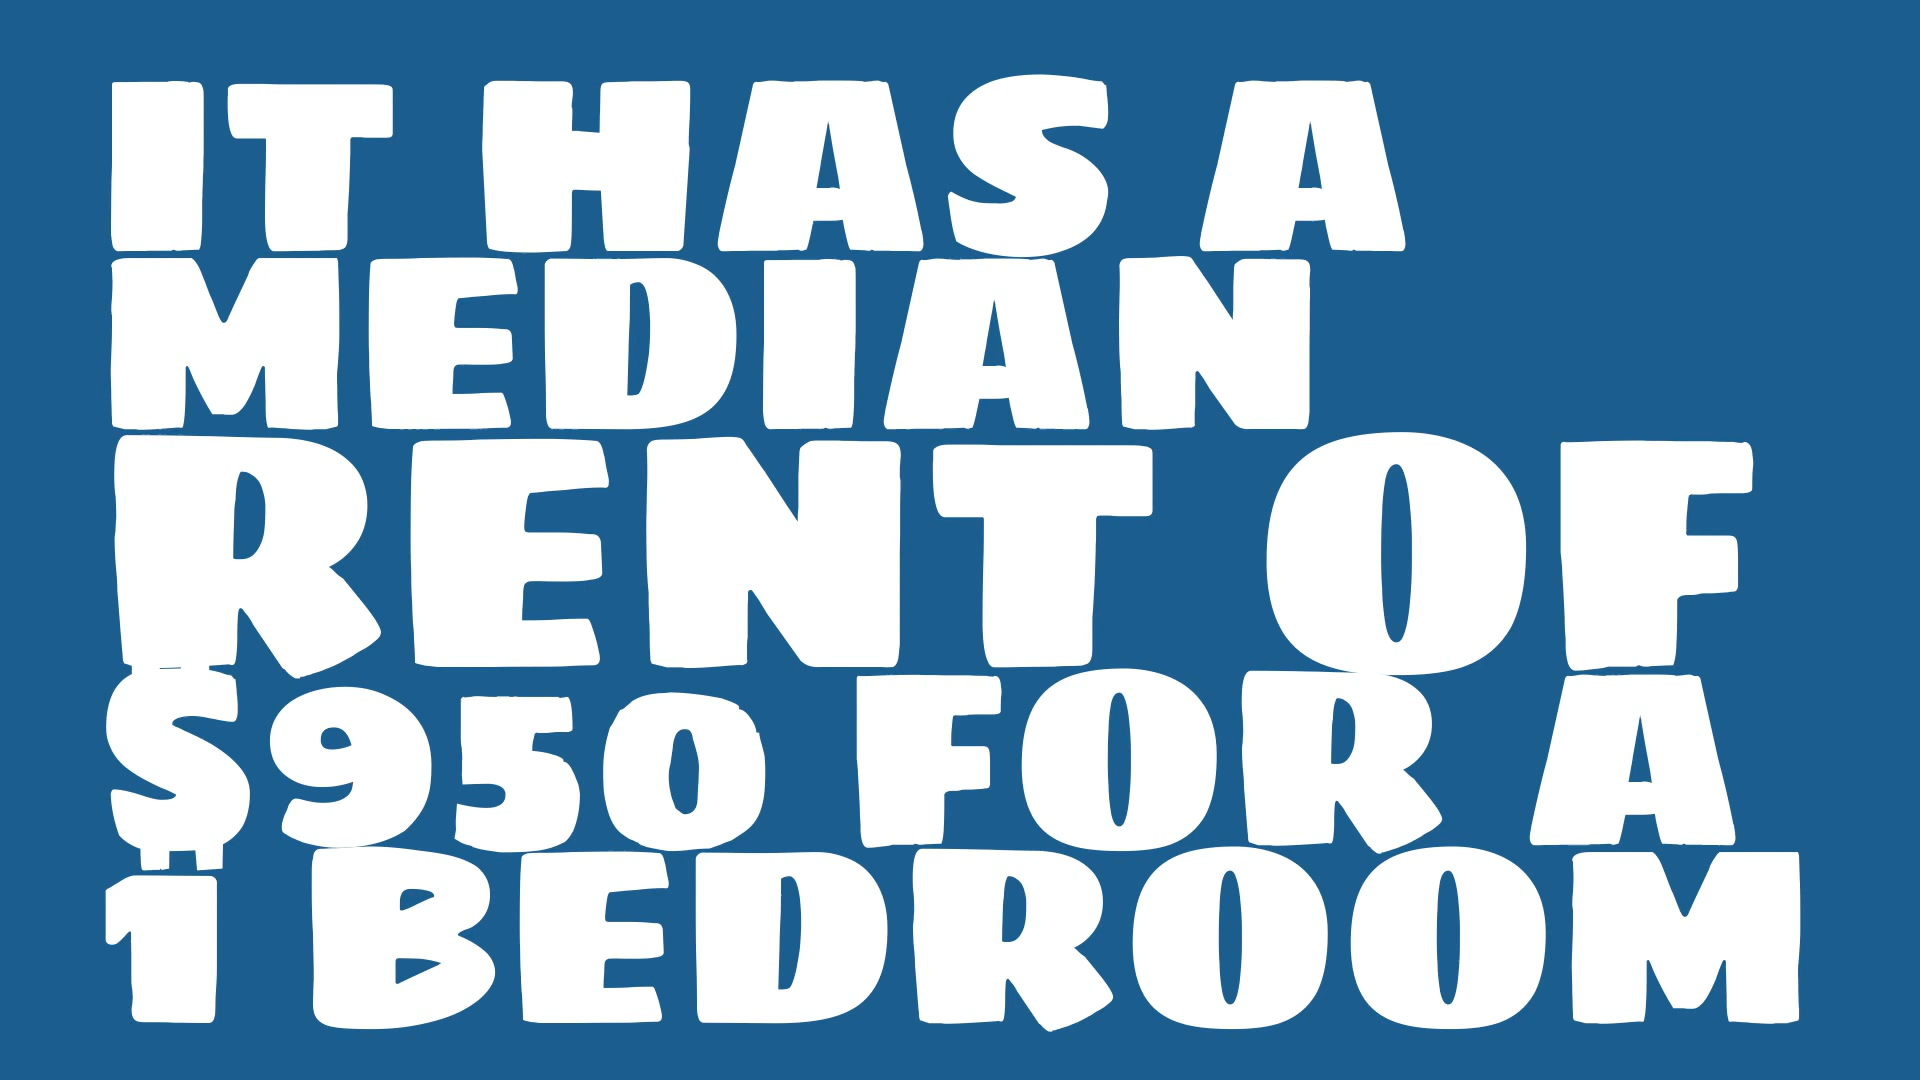 IT HAS A
MEDIAN
RENT OF
$950 FOR A
1 BEDROOM